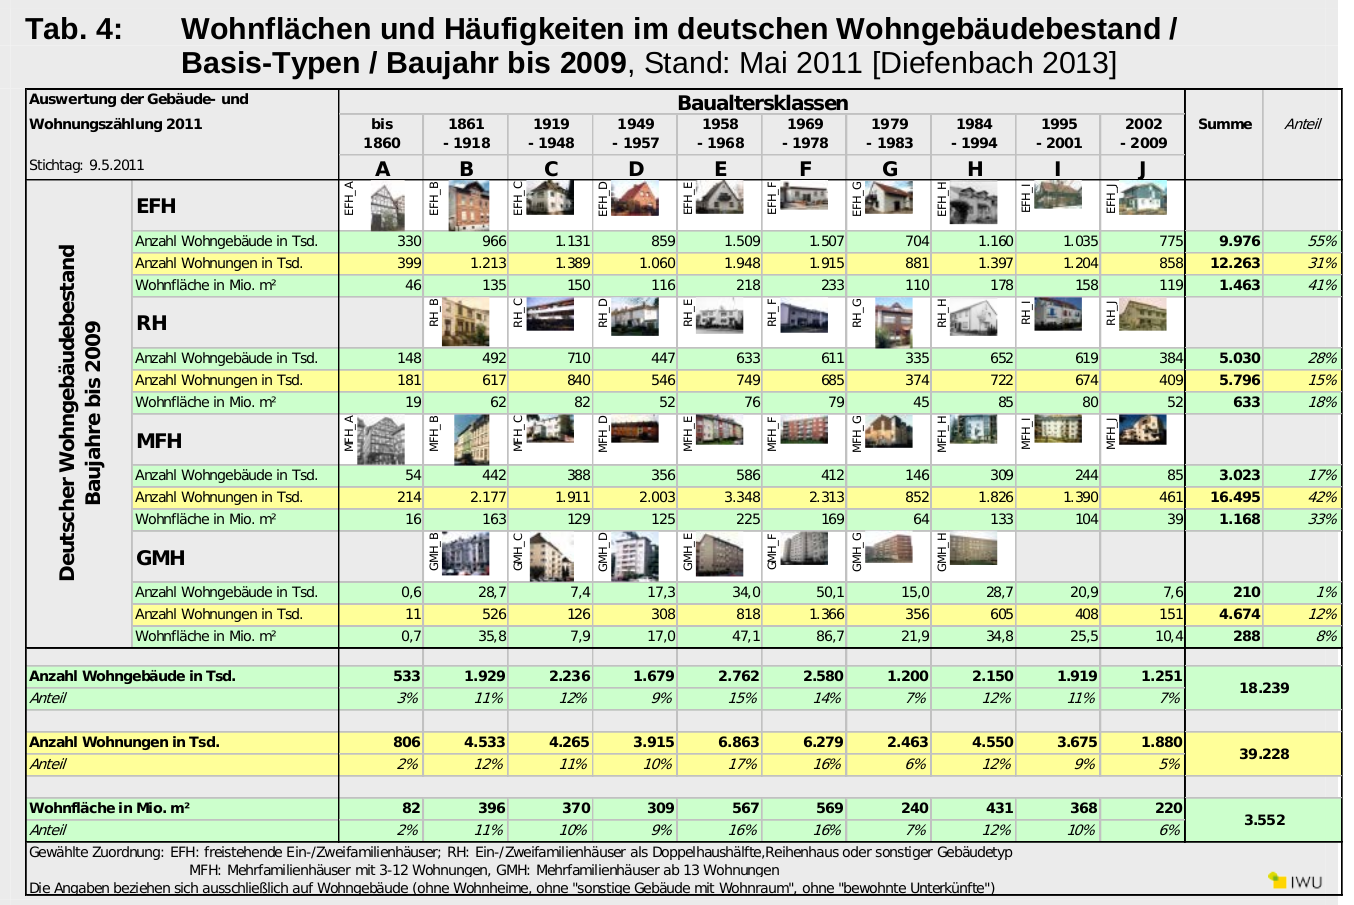 Tab. 4: Wohnflächen und Häufigkeiten im deutschen Wohngebäudebestand /
Basis-Typen / Baujahr bis 2009, Stand: Mai 2011 [Diefenbach 2013]
Auswertung der Gebäude- und Baualtersklassen
Wohnungszählung 2011 bis 1861 1919 1949 1958 1969 1979 1984 1995 2002 Summe Anteil
1860 - 1918 - 1948 - 1957 - 1968 - 1978 - 1983 - 1994 - 2001 - 2009
Stichtag: 9.5.2011 A B C D E F G H I J
Deutscher Wohngebäudebestand
Baujahre bis 2009
EFH EFH_A EFH_B EFH_C EFH_D EFH_E EFH_F EFH_G EFH_H EFH_I EFH_J
Anzahl Wohngebäude in Tsd. 330 966 1.131 859 1.509 1.507 704 1.160 1.035 775 9.976 55%
Anzahl Wohnungen in Tsd. 399 1.213 1.389 1.060 1.948 1.915 881 1.397 1.204 858 12.263 31%
Wohnfläche in Mio. m² 46 135 150 116 218 233 110 178 158 119 1.463 41%
RH RH_B RH_C RH_D RH_E RH_F RH_G RH_H RH_I RH_J
Anzahl Wohngebäude in Tsd. 148 492 710 447 633 611 335 652 619 384 5.030 28%
Anzahl Wohnungen in Tsd. 181 617 840 546 749 685 374 722 674 409 5.796 15%
Wohnfläche in Mio. m² 19 62 82 52 76 79 45 85 80 52 633 18%
MFH MFH_A MFH_B MFH_C MFH_D MFH_E MFH_F MFH_G MFH_H MFH_I MFH_J
Anzahl Wohngebäude in Tsd. 54 442 388 356 586 412 146 309 244 85 3.023 17%
Anzahl Wohnungen in Tsd. 214 2.177 1.911 2.003 3.348 2.313 852 1.826 1.390 461 16.495 42%
Wohnfläche in Mio. m² 16 163 129 125 225 169 64 133 104 39 1.168 33%
GMH GMH_B GMH_C GMH_D GMH_E GMH_F GMH_G GMH_H
Anzahl Wohngebäude in Tsd. 0,6 28,7 7,4 17,3 34,0 50,1 15,0 28,7 20,9 7,6 210 1%
Anzahl Wohnungen in Tsd. 11 526 126 308 818 1.366 356 605 408 151 4.674 12%
Wohnfläche in Mio. m² 0,7 35,8 7,9 17,0 47,1 86,7 21,9 34,8 25,5 10,4 288 8%
Anzahl Wohngebäude in Tsd. 533 1.929 2.236 1.679 2.762 2.580 1.200 2.150 1.919 1.251 18.239
Anteil 3% 11% 12% 9% 15% 14% 7% 12% 11% 7%
Anzahl Wohnungen in Tsd. 806 4.533 4.265 3.915 6.863 6.279 2.463 4.550 3.675 1.880 39.228
Anteil 2% 12% 11% 10% 17% 16% 6% 12% 9% 5%
Wohnfläche in Mio. m² 82 396 370 309 567 569 240 431 368 220 3.552
Anteil 2% 11% 10% 9% 16% 16% 7% 12% 10% 6%
Gewählte Zuordnung: EFH: freistehende Ein-/Zweifamilienhäuser; RH: Ein-/Zweifamilienhäuser als Doppelhaushälfte,Reihenhaus oder sonstiger Gebäudetyp
MFH: Mehrfamilienhäuser mit 3-12 Wohnungen, GMH: Mehrfamilienhäuser ab 13 Wohnungen
Die Angaben beziehen sich ausschließlich auf Wohngebäude (ohne Wohnheime, ohne "sonstige Gebäude mit Wohnraum", ohne "bewohnte Unterkünfte")
IWU